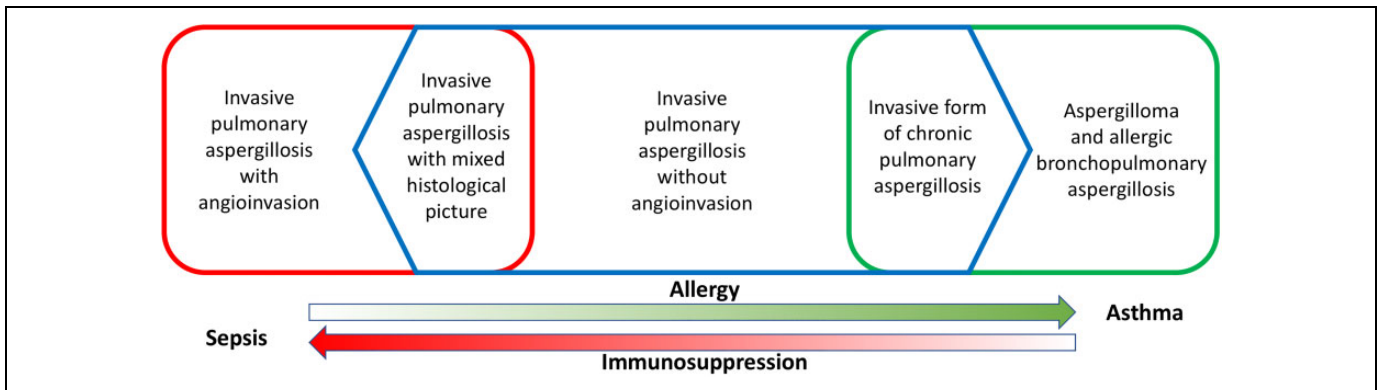 Invasive
pulmonary
aspergillosis
with
angioinvasion
Invasive
pulmonary
aspergillosis
with mixed
histological
picture
Invasive
pulmonary
aspergillosis
without
angioinvasion
Invasive form
of chronic
pulmonary
aspergillosis
Aspergilloma
and allergic
bronchopulmonary
aspergillosis
Allergy
Asthma
Sepsis
Immunosuppression